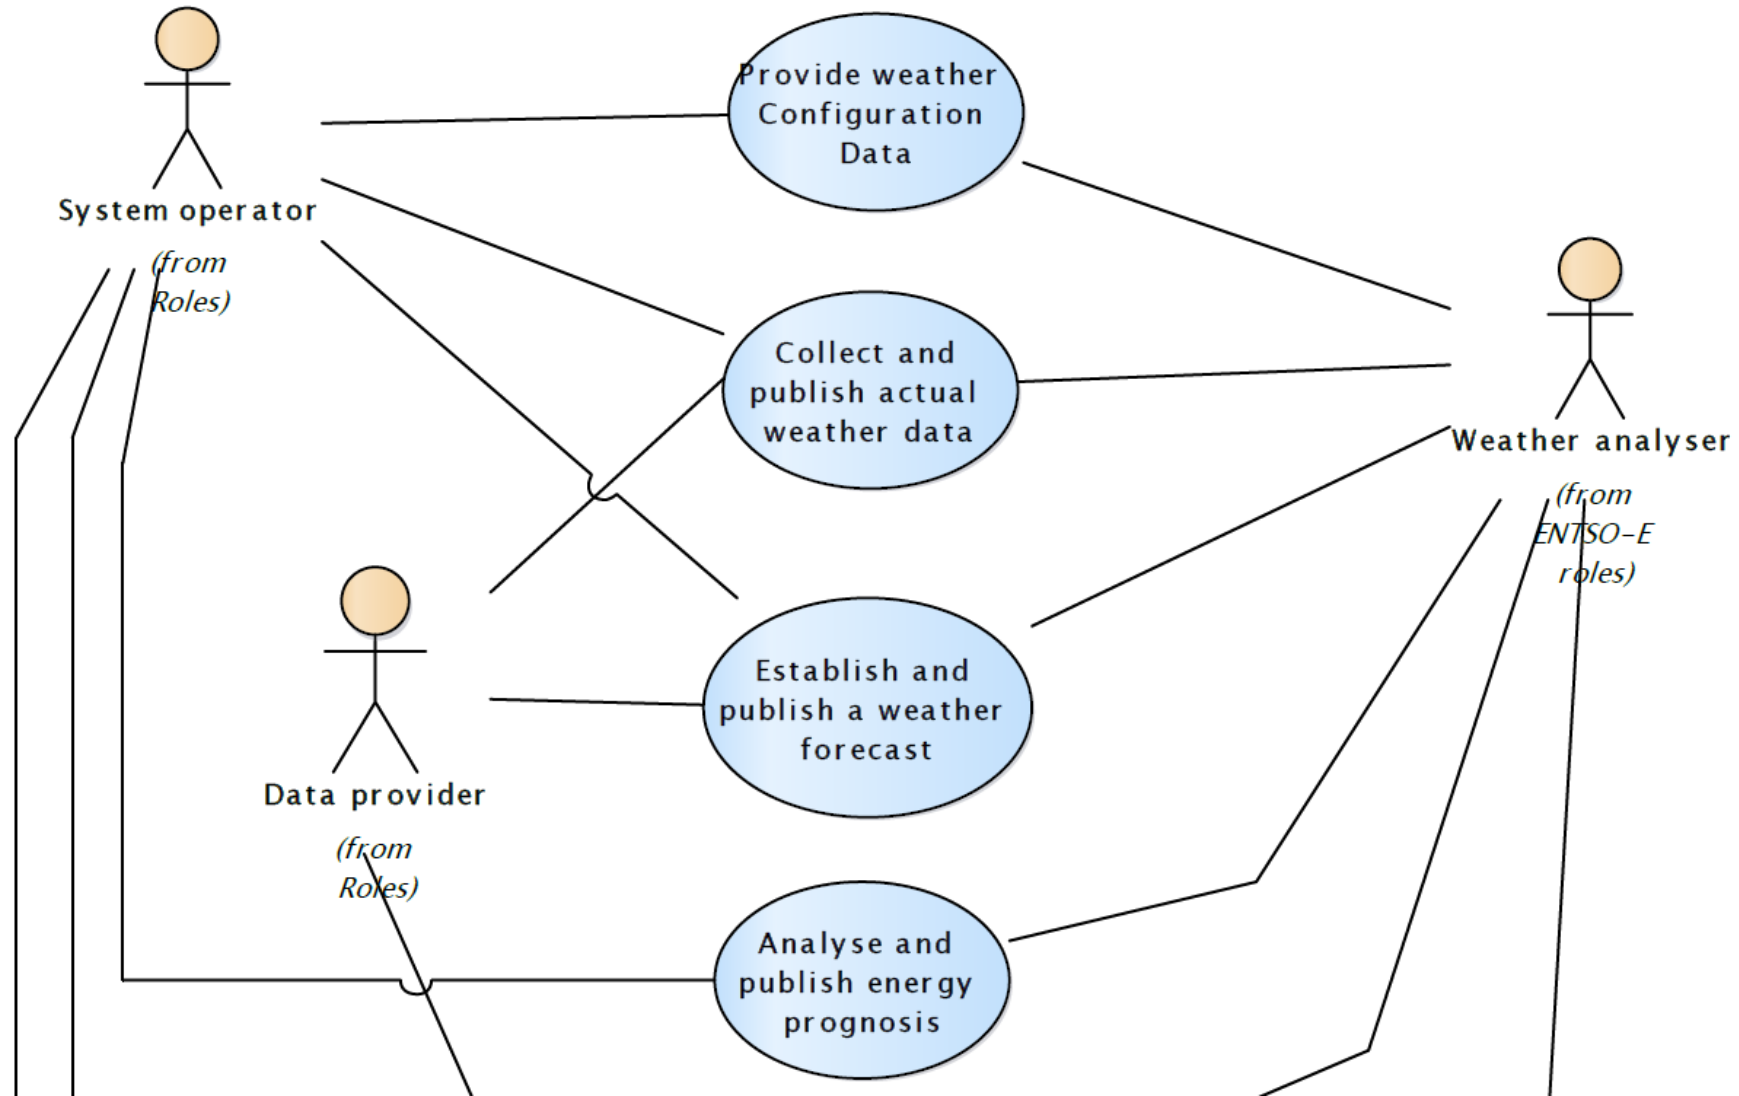 Provide weather
Configuration
Data
System operator
(from
Roles)
Collect and
publish actual
weather data
Weather analyser
(from
ENTSO-E
roles)
Establish and
publish a weather
forecast
Data provider
(from
Roles)
Analyse and
publish energy
prognosis